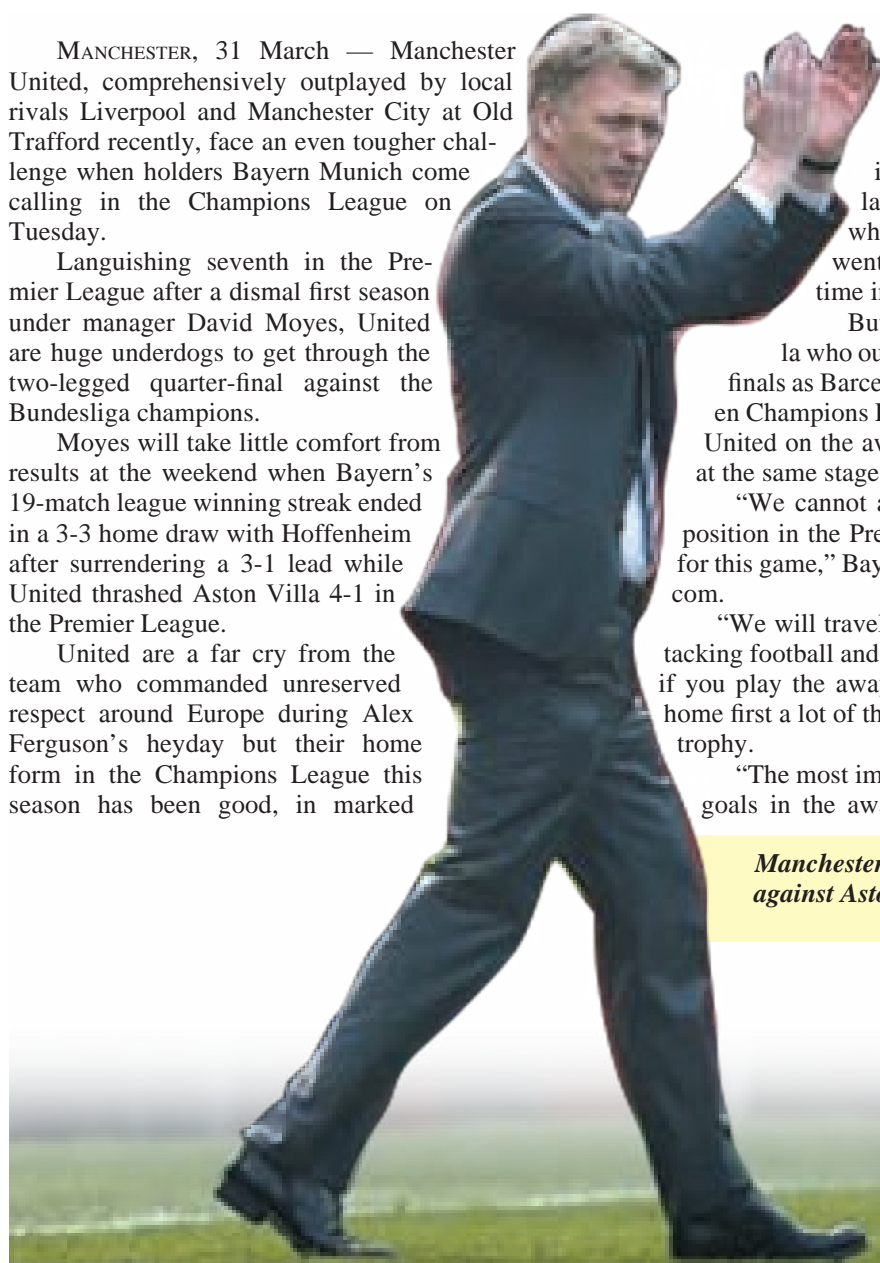 MANCHESTER, 31 March — Manchester
United, comprehensively outplayed by local
rivals Liverpool and Manchester City at Old
Trafford recently, face an even tougher chal-
lenge when holders Bayern Munich come
calling in the Champions League on
Tuesday.
Languishing seventh in the Pre-
mier League after a dismal first season
under manager David Moyes, United
are huge underdogs to get through the
two-legged quarter-final against the
Bundesliga champions.
Moyes will take little comfort from
results at the weekend when Bayern’s
19-match league winning streak ended
in a 3-3 home draw with Hoffenheim
after surrendering a 3-1 lead while
United thrashed Aston Villa 4-1 in
the Premier League.
United are a far cry from the
team who commanded unreserved
respect around Europe during Alex
Ferguson’s heyday but their home
form in the Champions League this
season has been good, in marked
went
time
la who
finals as
en Champions
United on the
at the same stage
“We cannot
position in the
for this game,”
com.
“We will
tacking football and
if you play the
home first a lot of
trophy.
“The most
goals in the
Manchester
against